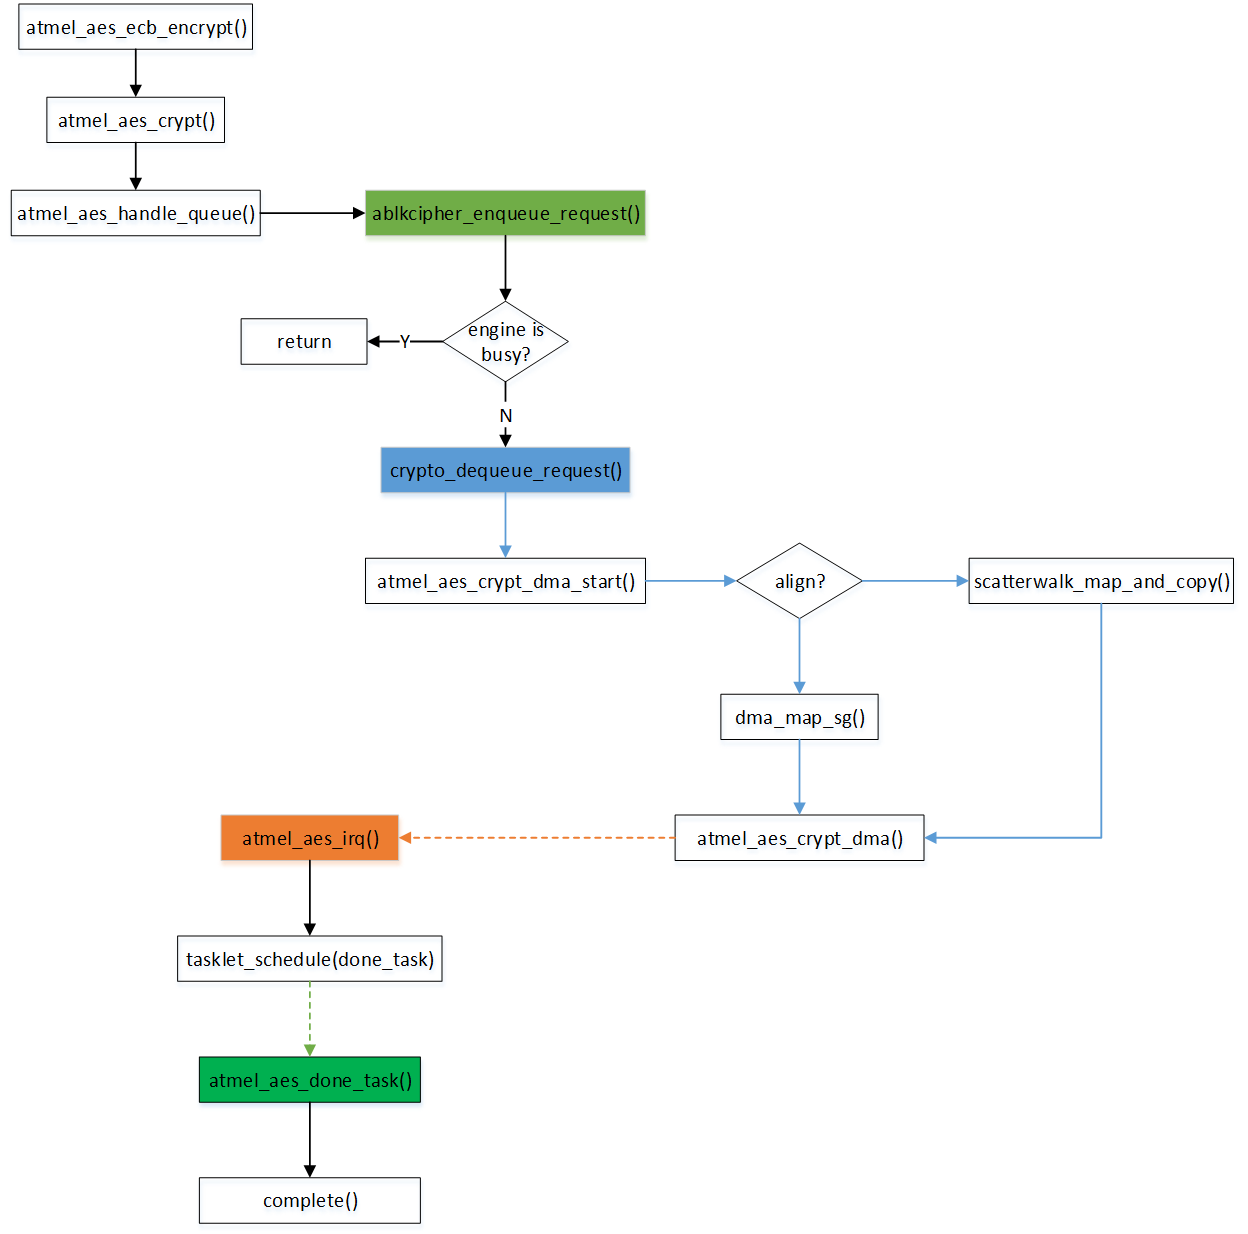 atmel_aes_ecb_encrypt()
atmel_aes_crypt()
atmel_aes_handle_queue()
ablkcipher_enqueue_request()
engine is
busy?
Y
return
N
crypto_dequeue_request()
atmel_aes_crypt_dma_start()
align?
scatterwalk_map_and_copy()
dma_map_sg()
atmel_aes_crypt_dma()
atmel_aes_irq()
tasklet_schedule(done_task)
atmel_aes_done_task()
complete()